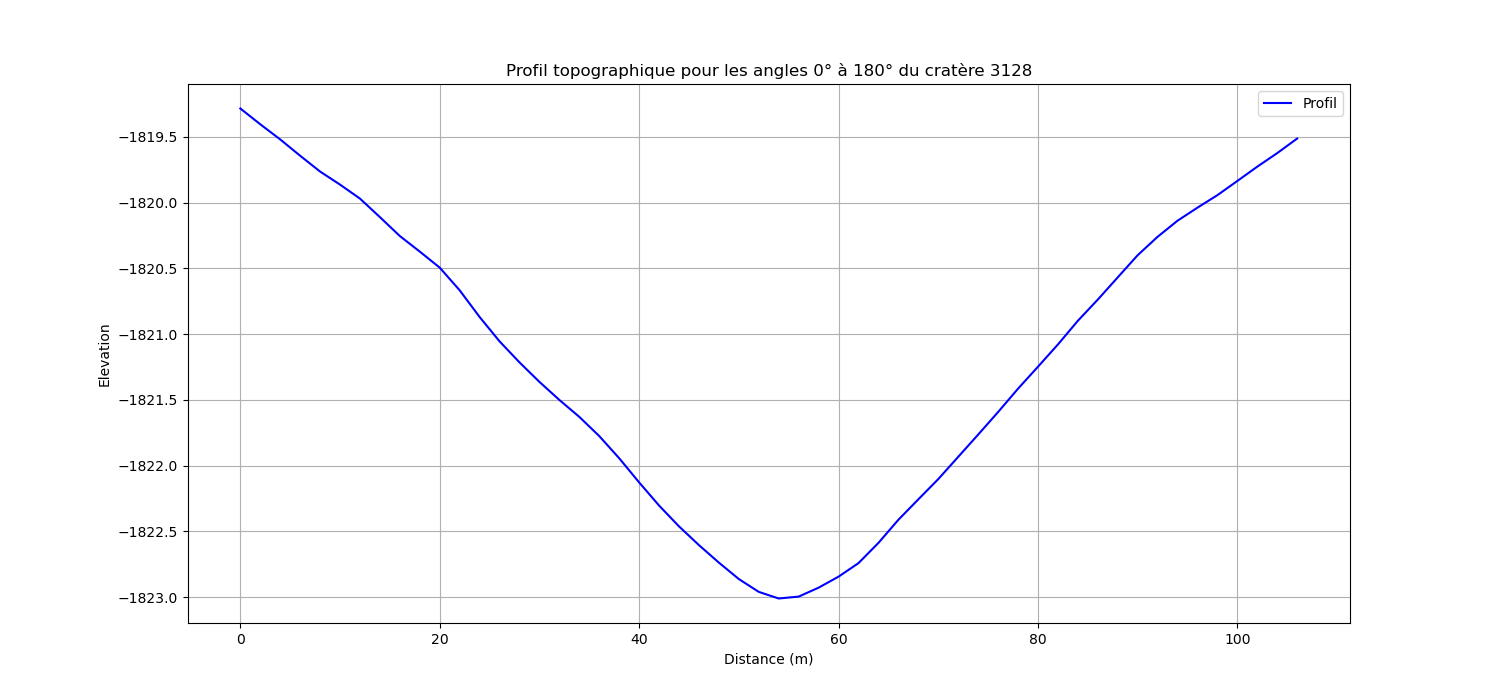 Profil topographique pour les angles 0° à 180° du cratère 3128
Profil
−1819.5
−1820.0
−1820.5
−1821.0
−1821.5
−1822.0
−1822.5
−1823.0
Elevation
0 20 40 60 80 100
Distance (m)